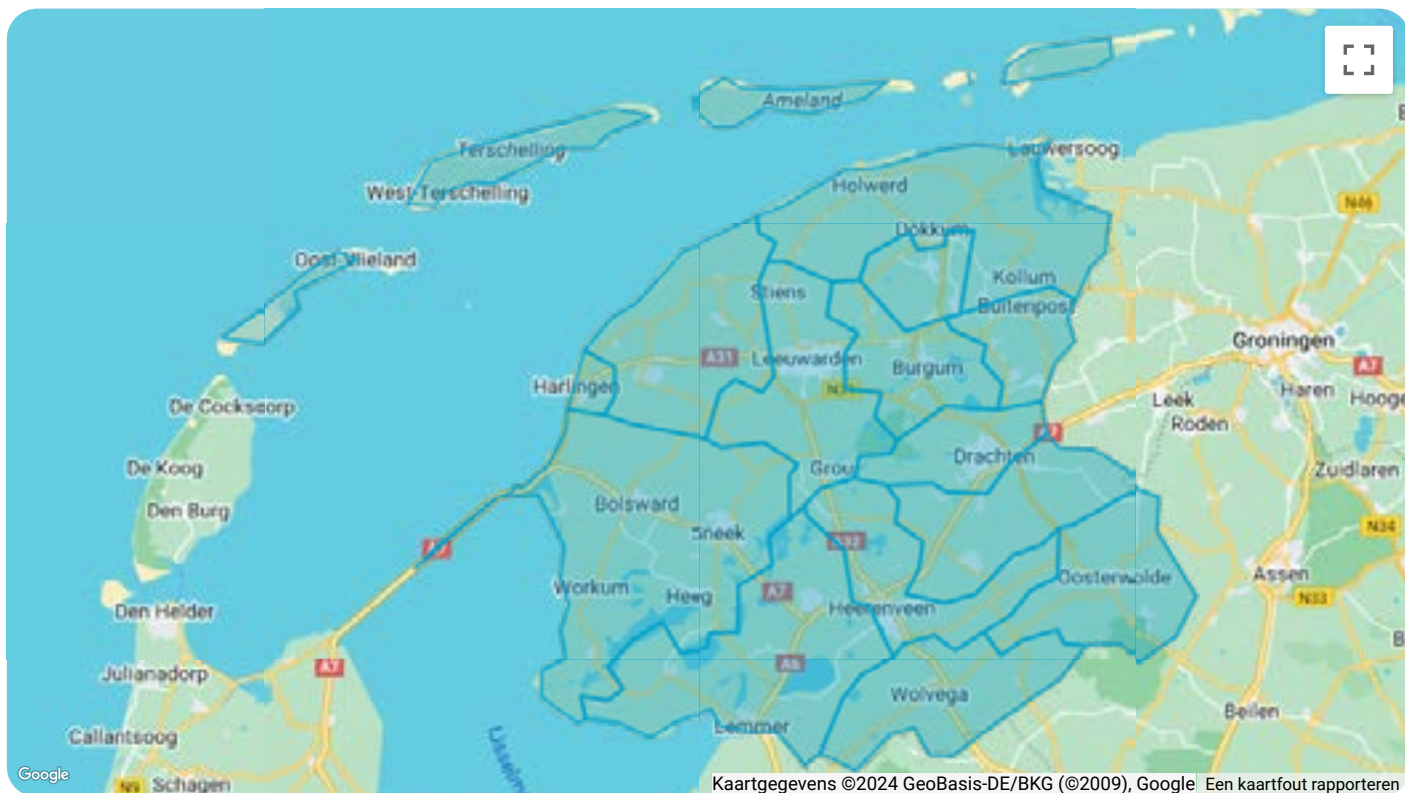 Ameland
Lauwersoog
Terschelling
West-Terschelling
Holwerd
N46
Dokkum
Oost-Vlieland
Kollum
Stiens
Buitenpost
Groningen
A31
Leeuwarden
Burgum
A7
Harlingen
N31
Haren
Hooge
De Cocksdorp
Leek
Roden
A7
Grou
Drachten
De Koog
Zuidlaren
Den Burg
Bolsward
Sneek
N34
A7
A32
Workum
Heeg
A7
Oosterwolde
Assen
N33
Den Helder
Heerenveen
Julianadorp
A7
A6
Wolvega
Lemmer
Beilen
Callantsoog
IJsselm
Google
N9
Schagen
Kaartgegevens ©2024 GeoBasis-DE/BKG (©2009), Google
Een kaartfout rapporteren